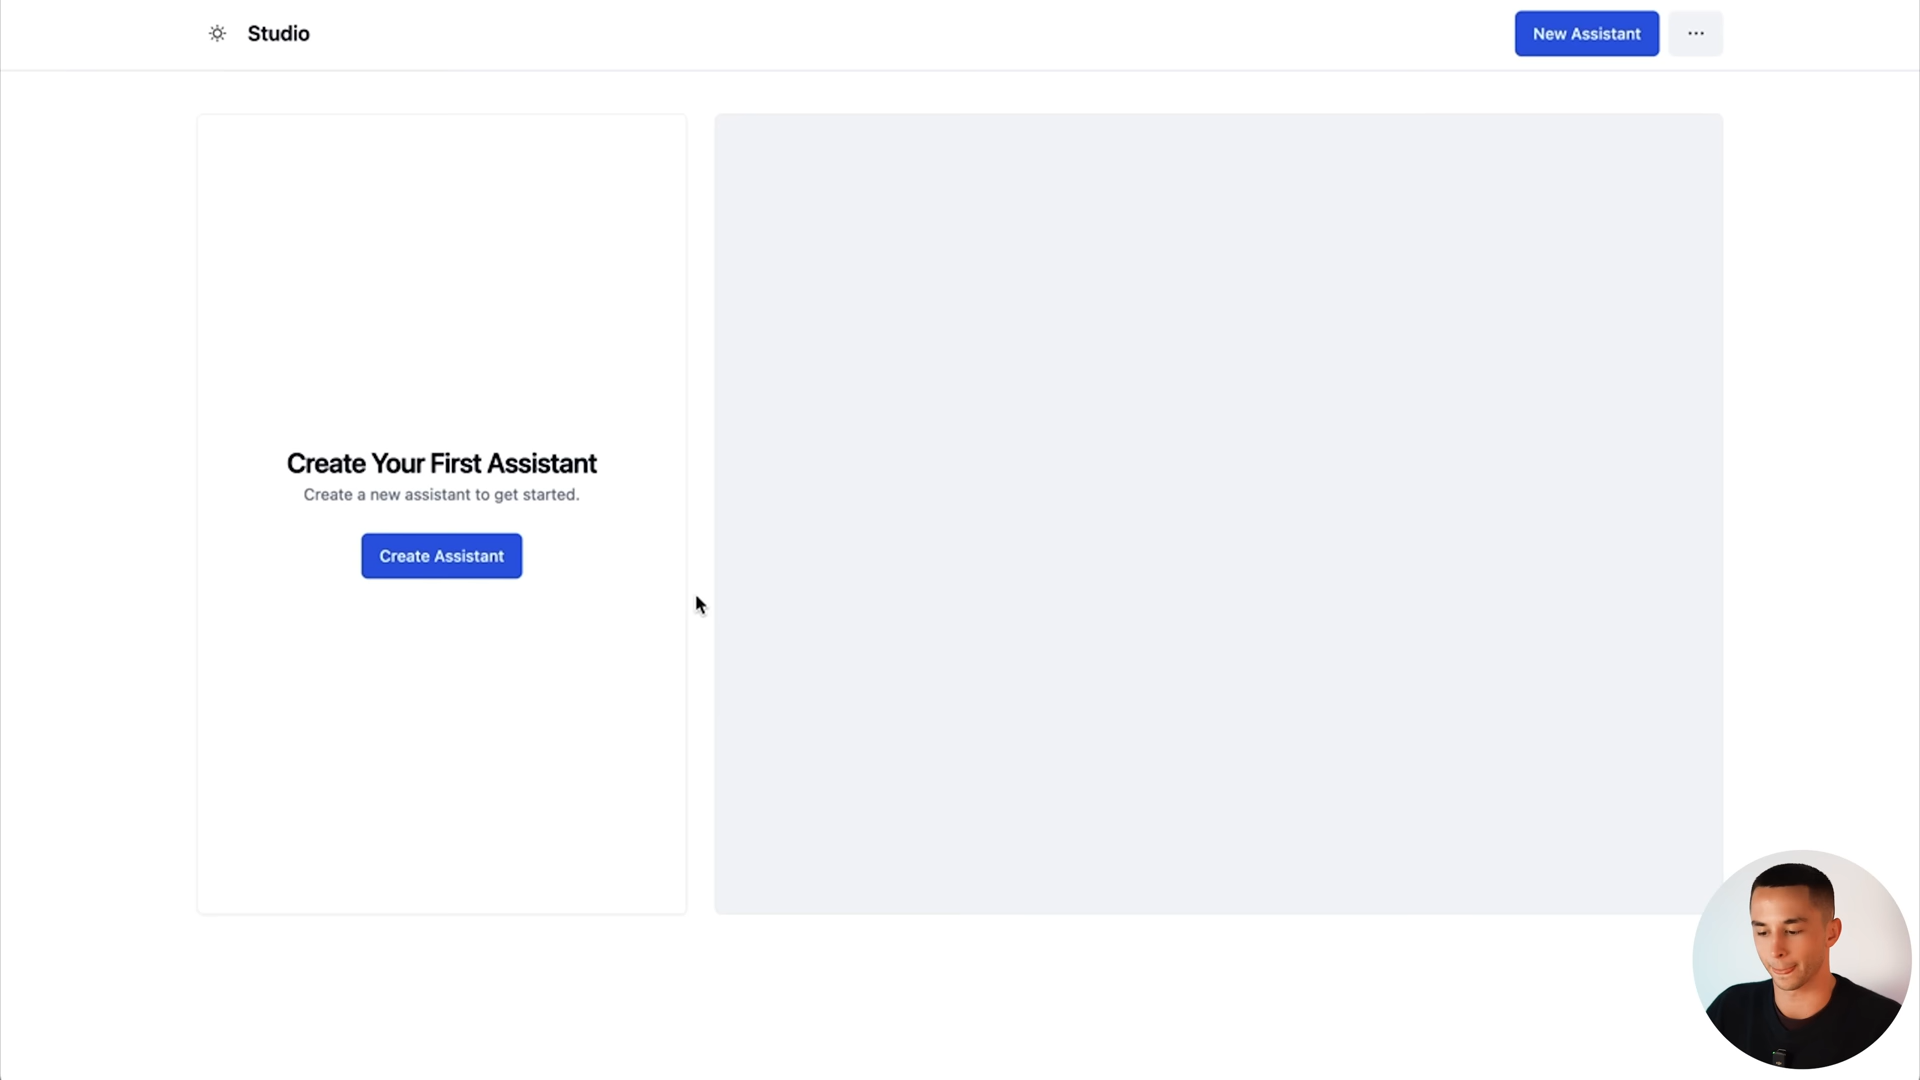 Studio
New Assistant
Create Your First Assistant
Create a new assistant to get started.
Create Assistant